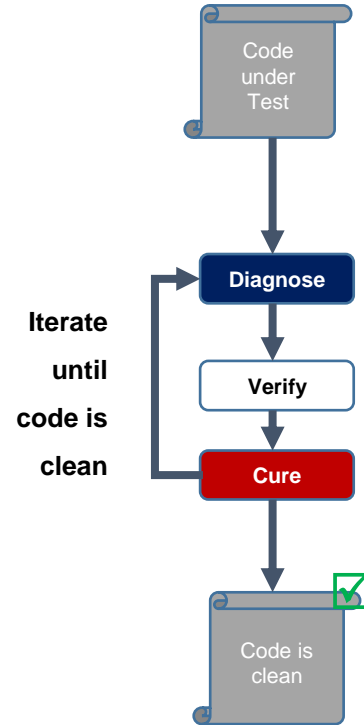 Code
under
Test
Diagnose
Iterate
until
code is
clean
Verify
Cure
Code is
clean